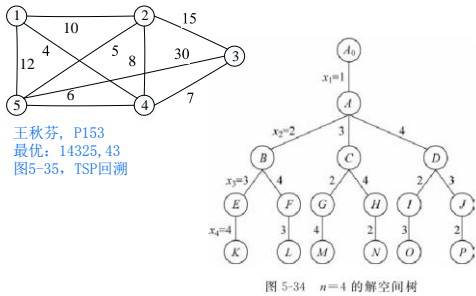 1
2
3
4
5
10
15
4
5
30
12
8
6
7
王秋芬, P153
最优: 14325,43
图5-35, TSP回溯
A₀
x₁=1
A
x₂=2 3 4
B C D
x₃=3 4 2 4 2 3
E F G H I J
x₄=4 3 4 2 3 2
K L M N O P
图 5-34 n=4 的解空间树